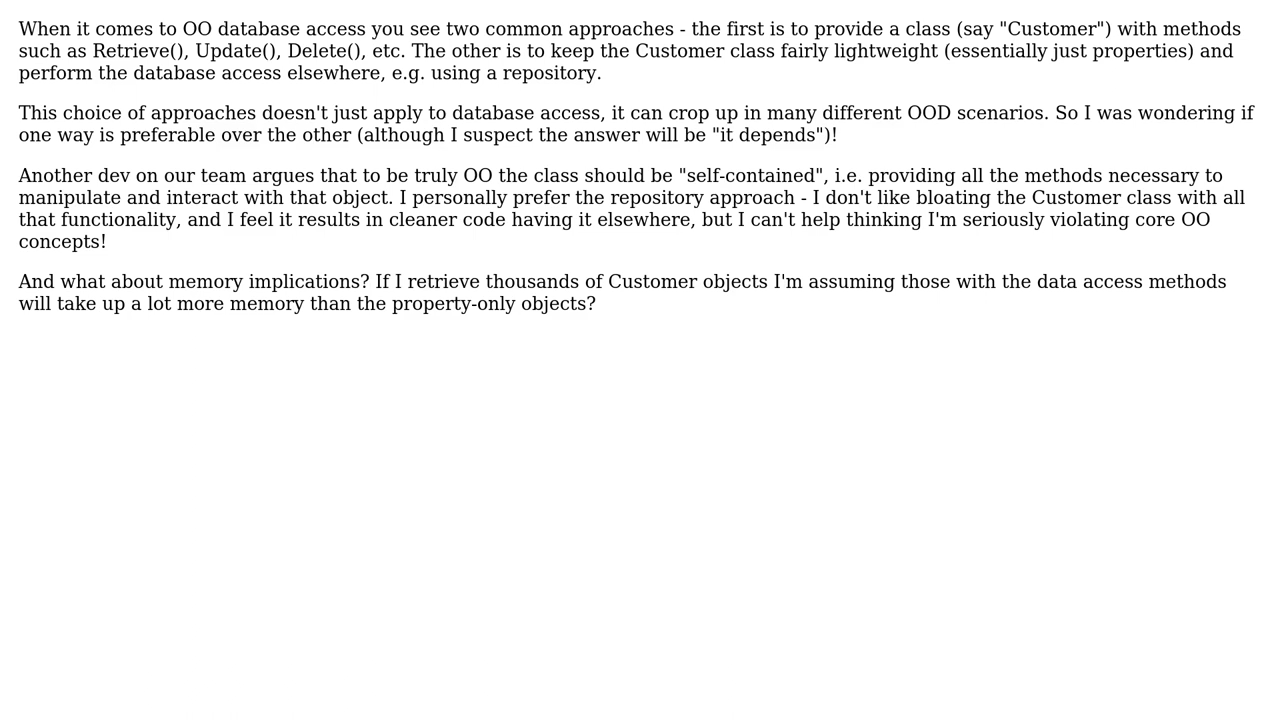 When it comes to OO database access you see two common approaches - the first is to provide a class (say "Customer") with methods
such as Retrieve(), Update(), Delete(), etc. The other is to keep the Customer class fairly lightweight (essentially just properties) and
perform the database access elsewhere, e.g. using a repository.
This choice of approaches doesn't just apply to database access, it can crop up in many different OOD scenarios. So I was wondering if
one way is preferable over the other (although I suspect the answer will be "it depends")!
Another dev on our team argues that to be truly OO the class should be "self-contained", i.e. providing all the methods necessary to
manipulate and interact with that object. I personally prefer the repository approach - I don't like bloating the Customer class with all
that functionality, and I feel it results in cleaner code having it elsewhere, but I can't help thinking I'm seriously violating core OO
concepts!
And what about memory implications? If I retrieve thousands of Customer objects I'm assuming those with the data access methods
will take up a lot more memory than the property-only objects?